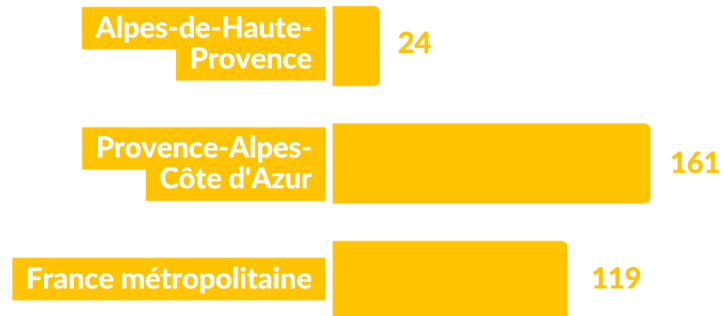 Alpes-de-Haute-
Provence
24
Provence-Alpes-
Côte d'Azur
161
France métropolitaine
119